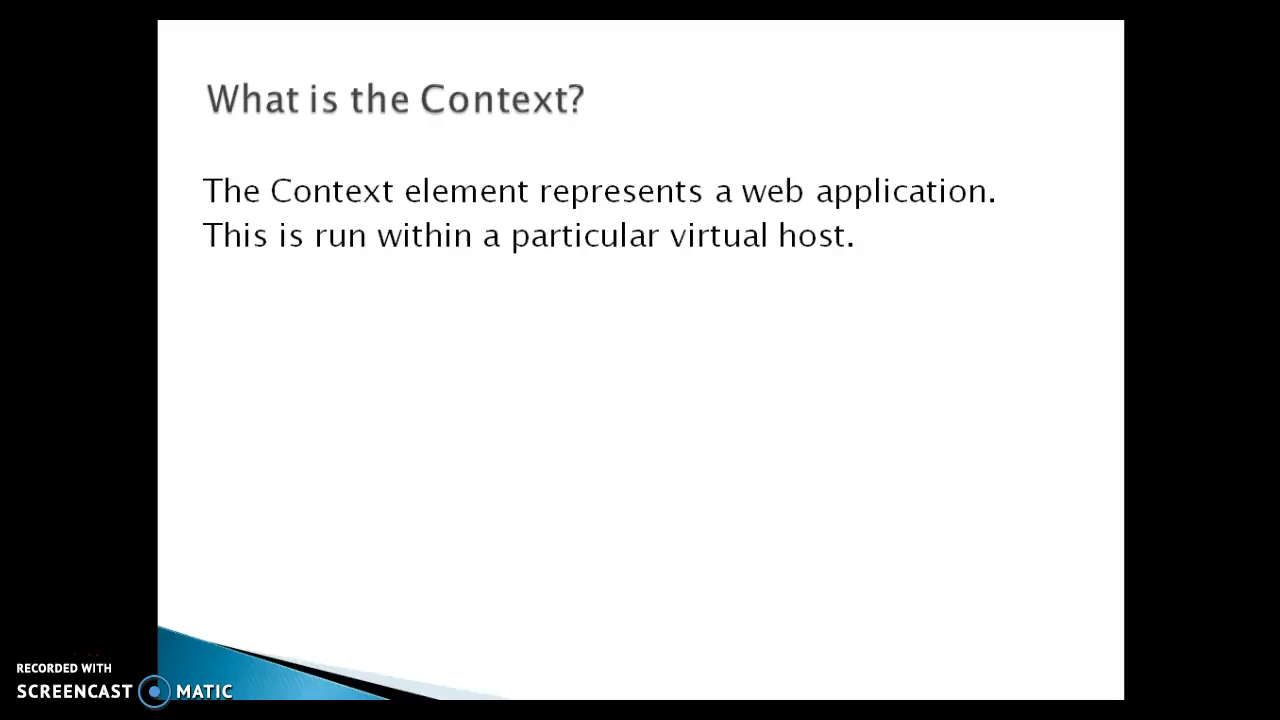 What is the Context?
The Context element represents a web application.
This is run within a particular virtual host.
RECORDED WITH
SCREENCAST MATIC